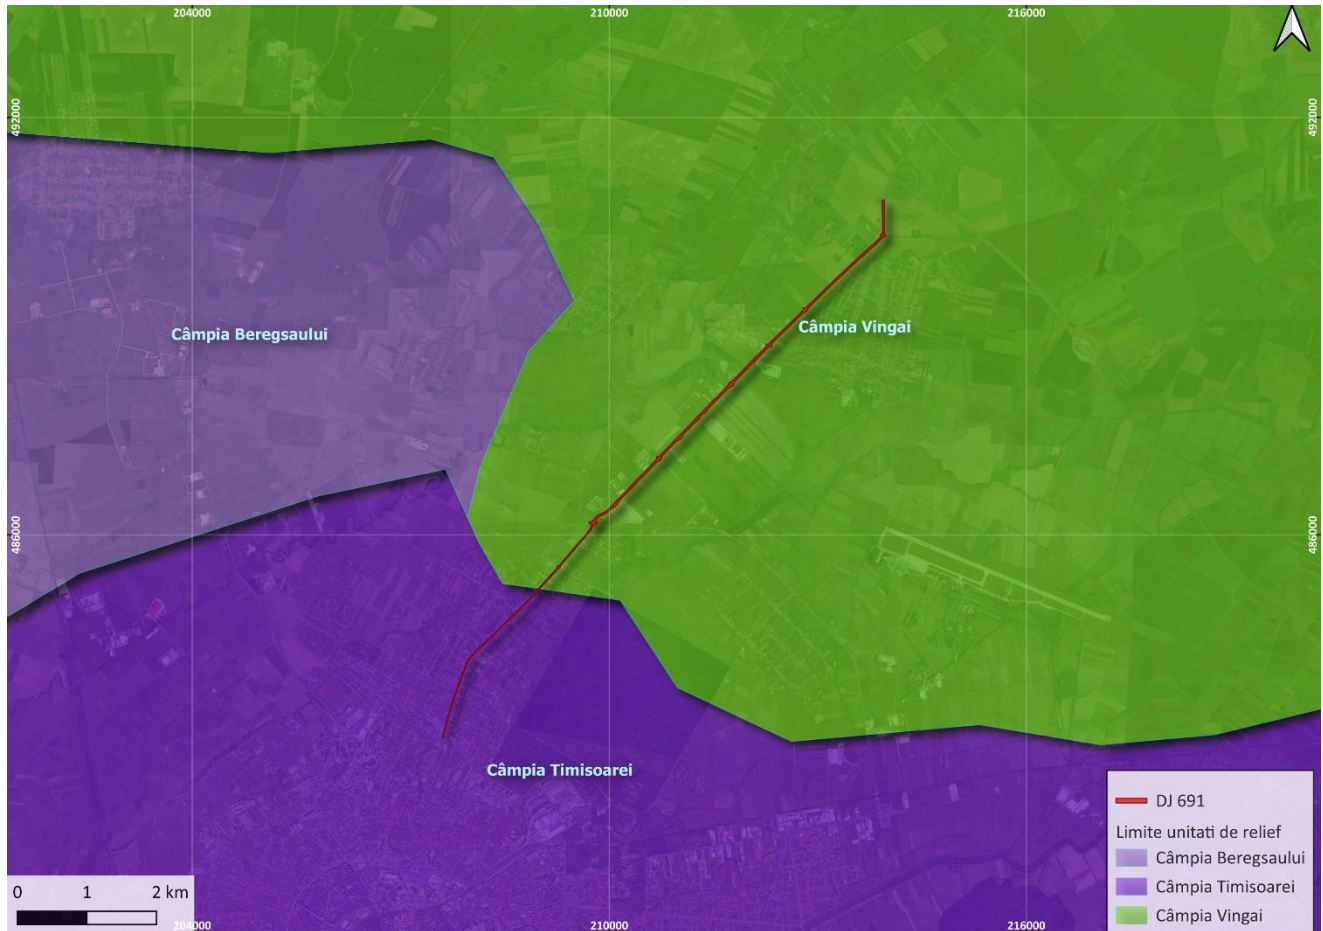 204000
210000
216000
492000
492000
Câmpia Beregsaului
Câmpia Vingai
486000
486000
Câmpia Timisoarei
DJ 691
Limite unitati de relief
Câmpia Beregsaului
Câmpia Timisoarei
Câmpia Vingai
0 1 2 km
204000
210000
216000